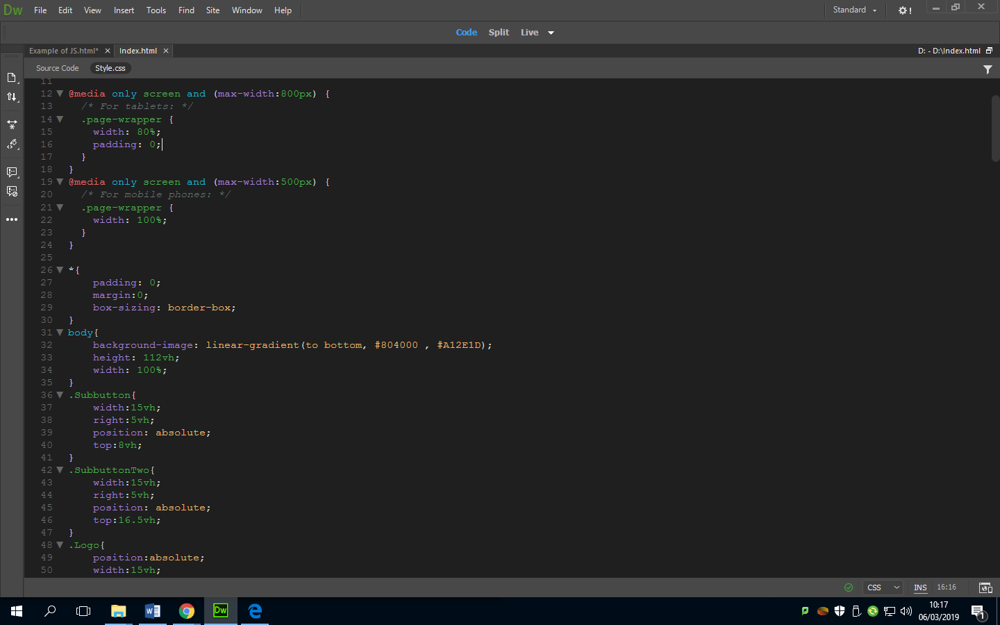 Dw File Edit View Insert Tools Find Site Window Help Standard !
Code Split Live
Example of JS.html* × Index.html × D: - D:\Index.html
Source Code Style.css
11
12 @media only screen and (max-width:800px) {
13 /* For tablets: */
14 .page-wrapper {
15 width: 80%;
16 padding: 0;
17 }
18 }
19 @media only screen and (max-width:500px) {
20 /* For mobile phones: */
21 .page-wrapper {
22 width: 100%;
23 }
24 }
25
26 *{
27 padding: 0;
28 margin:0;
29 box-sizing: border-box;
30 }
31 body{
32 background-image: linear-gradient(to bottom, #804000 , #A12E1D);
33 height: 112vh;
34 width: 100%;
35 }
36 .Subbutton{
37 width:15vh;
38 right:5vh;
39 position: absolute;
40 top:8vh;
41 }
42 .SubbuttonTwo{
43 width:15vh;
44 right:5vh;
45 position: absolute;
46 top:16.5vh;
47 }
48 .Logo{
49 position:absolute;
50 width:15vh;
CSS INS 16:16
W Dw 10:17
06/03/2019 1